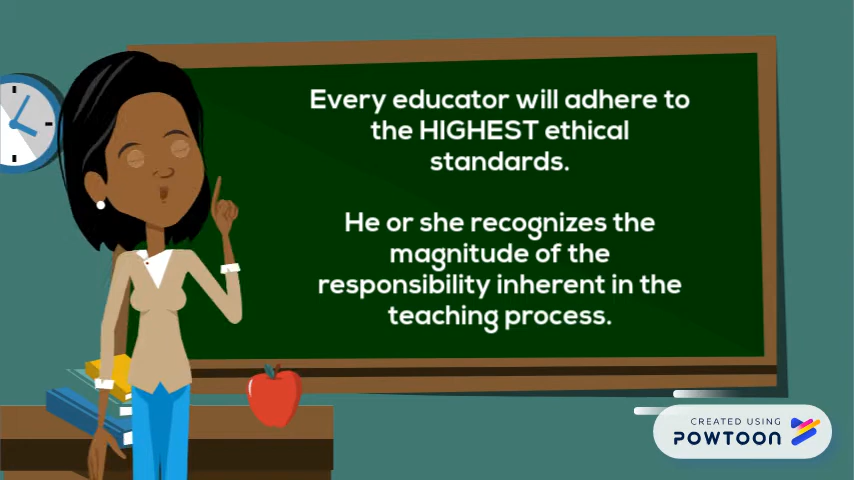 Every educator will adhere to
the HIGHEST ethical
standards.
He or she recognizes the
magnitude of the
responsibility inherent in the
teaching process.
CREATED USING
POWTOON